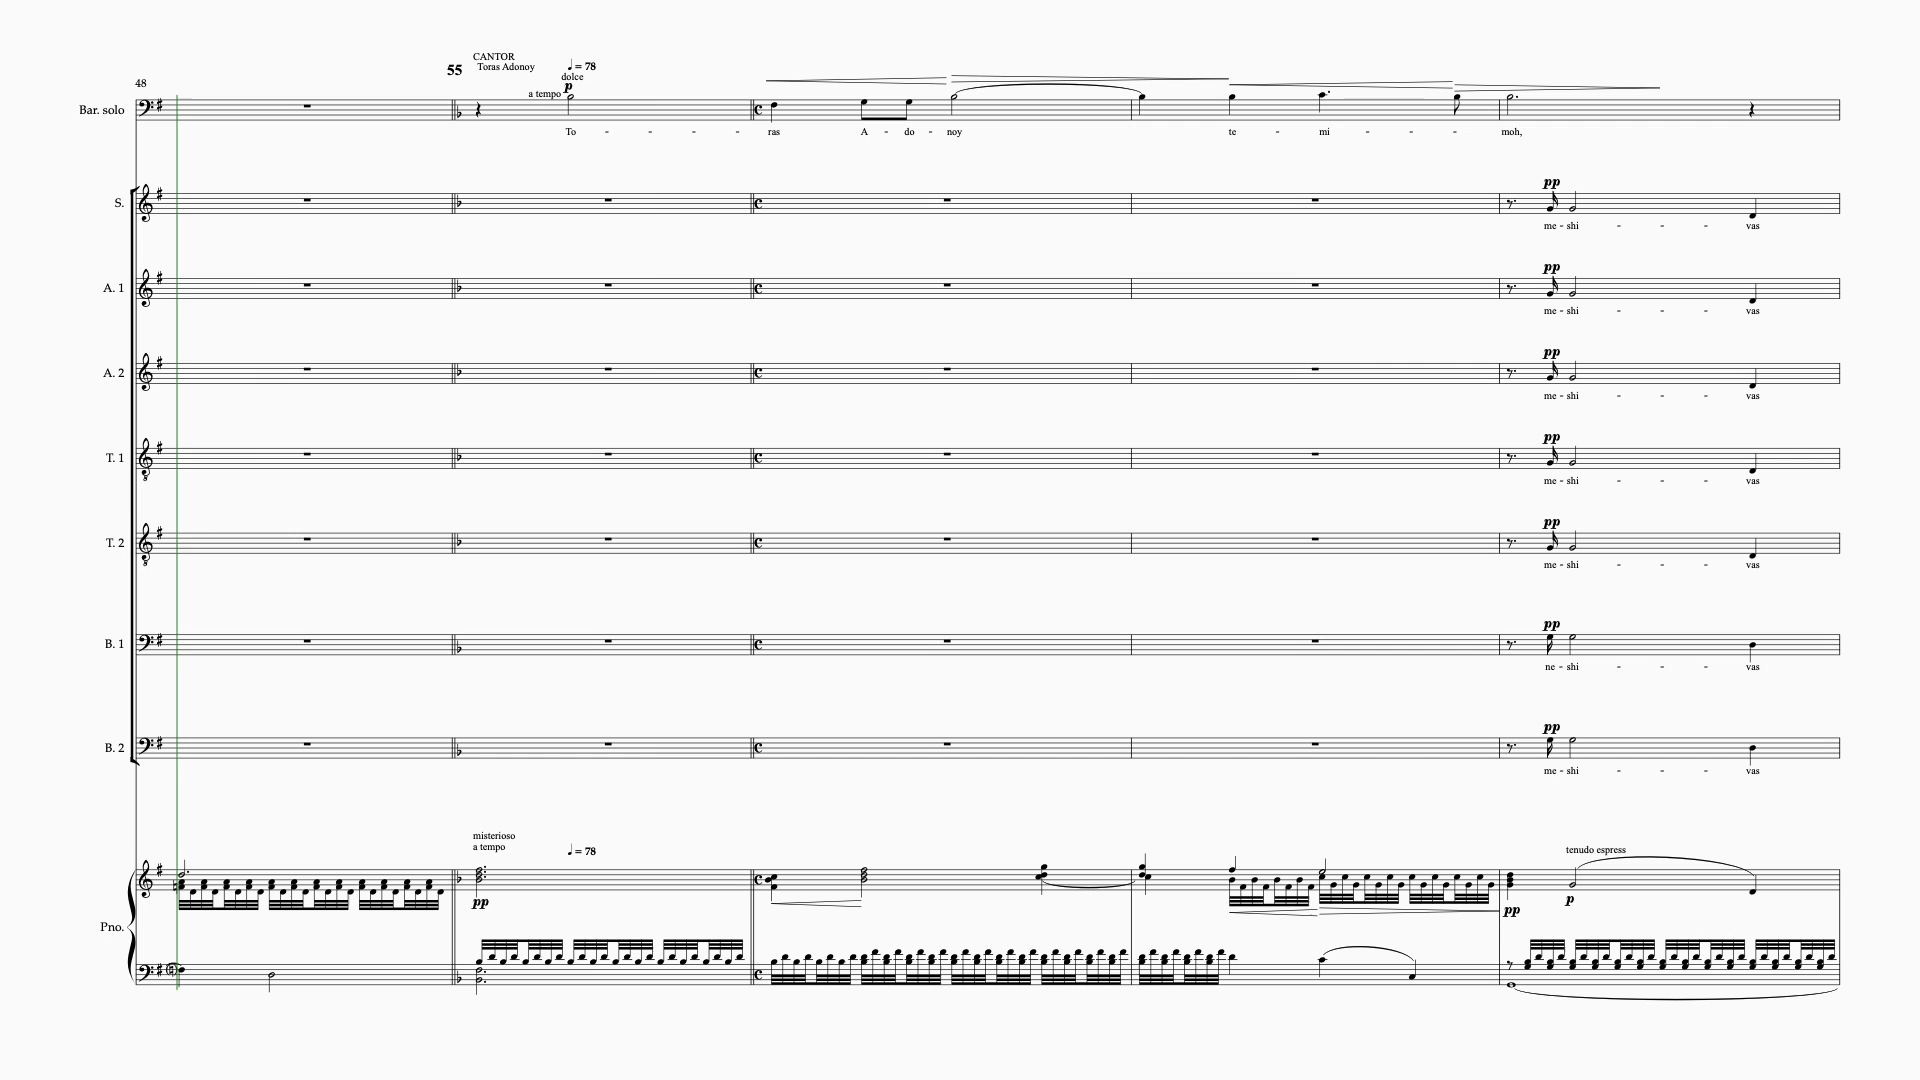 CANTOR
55 Toras Adonoy ♩ = 78
dolce
48 p
a tempo
Bar. solo
To - - - - ras A - do - noy te - mi - - - moh,
pp
S.
me - shi - - - vas
pp
A. 1
me - shi - - - vas
pp
A. 2
me - shi - - - vas
pp
T. 1
me - shi - - - vas
pp
T. 2
me - shi - - - vas
pp
B. 1
ne - shi - - - vas
pp
B. 2
me - shi - - - vas
misterioso
a tempo ♩ = 78 tenudo espress
pp p pp
Pno.